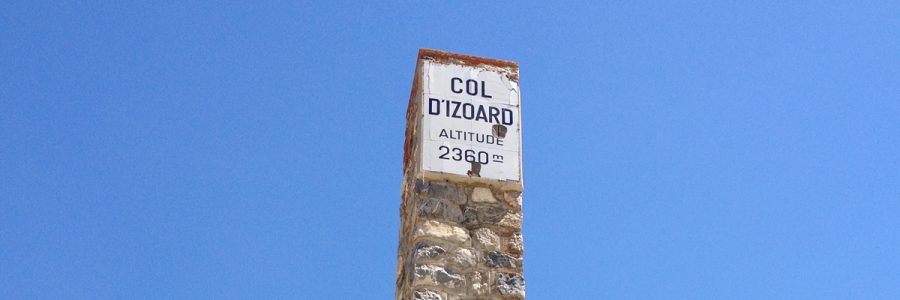 COL
D'IZOARD
ALTITUDE
2360 m